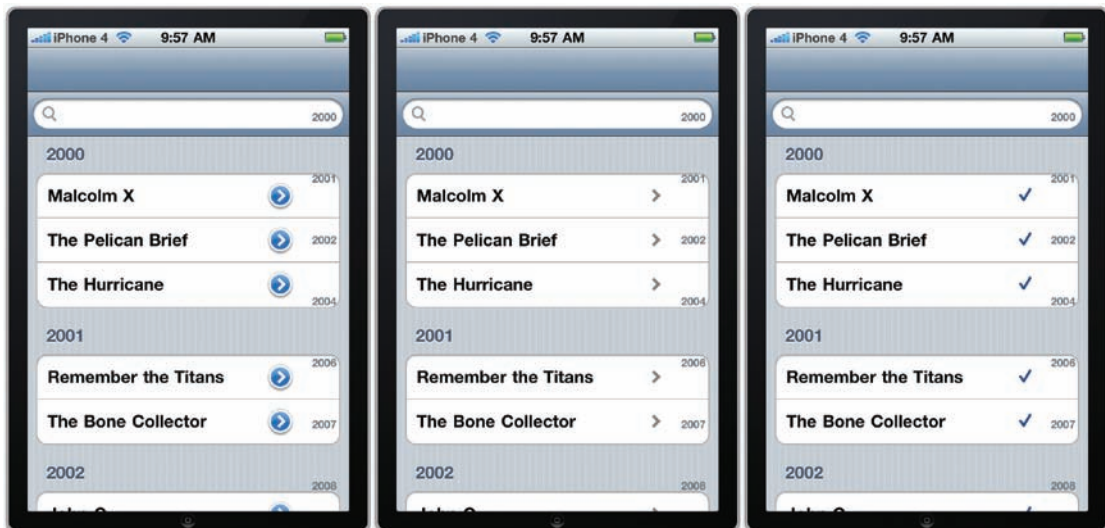 iPhone 4 9:57 AM
2000
2000
2001
Malcolm X
The Pelican Brief 2002
The Hurricane
2004
2001
2006
Remember the Titans
The Bone Collector 2007
2002
2008
iPhone 4 9:57 AM
2000
2000
2001
Malcolm X
The Pelican Brief 2002
The Hurricane
2004
2001
2006
Remember the Titans
The Bone Collector 2007
2002
2008
iPhone 4 9:57 AM
2000
2000
2001
Malcolm X
The Pelican Brief 2002
The Hurricane
2004
2001
2006
Remember the Titans
The Bone Collector 2007
2002
2008